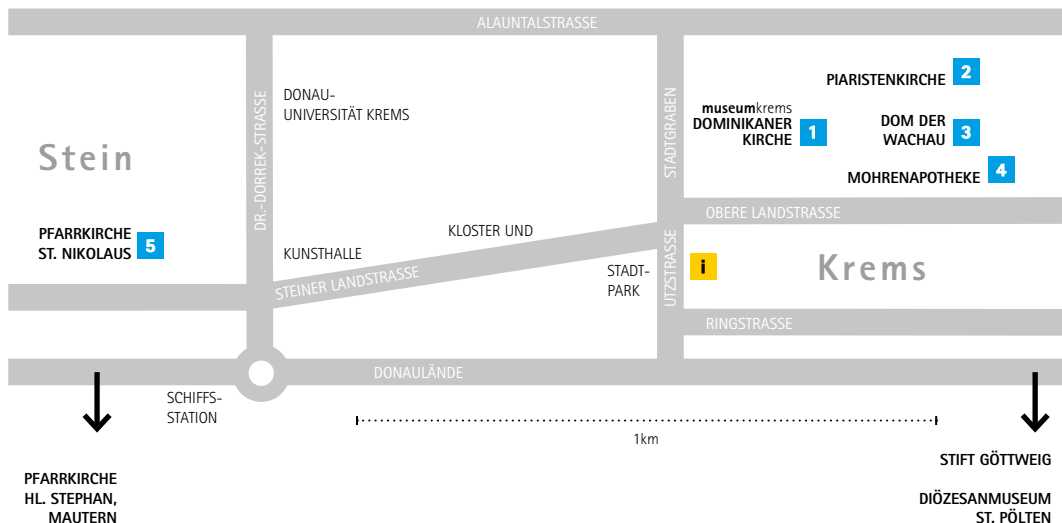 ALAUNTALSTRASSE
PIARISTENKIRCHE 2
DONAU-
UNIVERSITÄT KREMS
DR.-DORREK-STRASSE
STADTGRABEN
museumkrems
DOMINIKANER
KIRCHE 1
DOM DER
WACHAU 3
Stein
MOHRENAPOTHEKE 4
OBERE LANDSTRASSE
PFARRKIRCHE
ST. NIKOLAUS 5
KLOSTER UND
KUNSTHALLE
STEINER LANDSTRASSE
STADT-
PARK
UTZSTRASSE
i
Krems
RINGSTRASSE
DONAULÄNDE
SCHIFFS-
STATION
1km
PFARRKIRCHE
HL. STEPHAN,
MAUTERN
STIFT GÖTTWEIG
DIÖZESANMUSEUM
ST. PÖLTEN